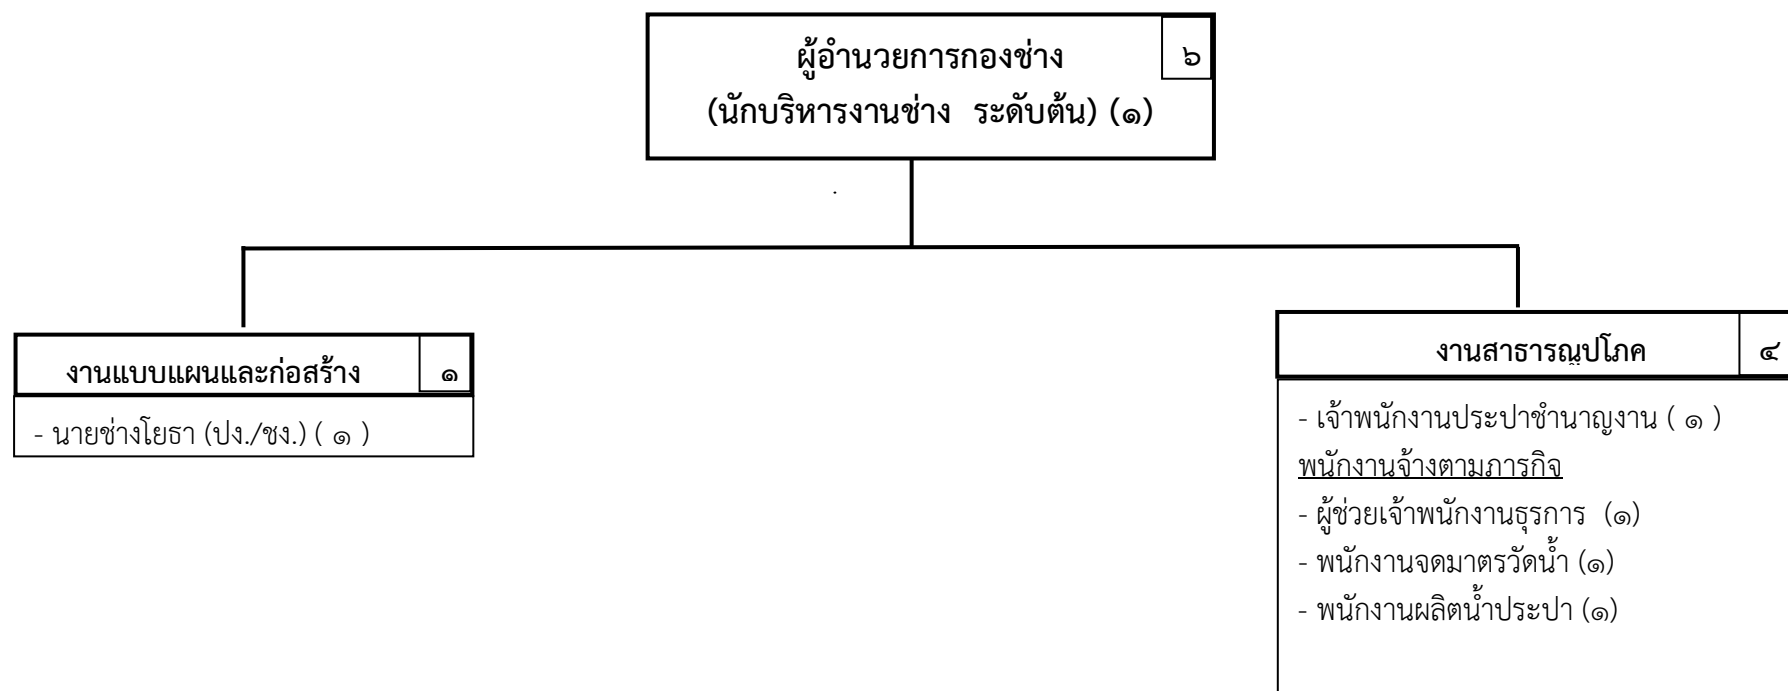 ผู้อำนวยการกองช่าง ๖
(นักบริหารงานช่าง ระดับต้น) (๑)
งานแบบแผนและก่อสร้าง ๑
- นายช่างโยธา (ปง./ชง.) ( ๑ )
งานสาธารณูปโภค ๔
- เจ้าพนักงานประปาชำนาญงาน ( ๑ )
พนักงานจ้างตามภารกิจ
- ผู้ช่วยเจ้าพนักงานธุรการ (๑)
- พนักงานจดมาตรวัดน้ำ (๑)
- พนักงานผลิตน้ำประปา (๑)